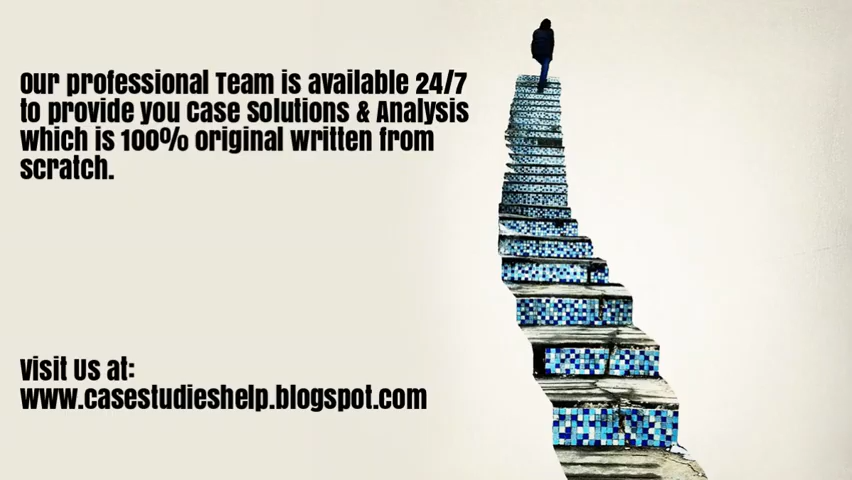 Our professional Team is available 24/7
to provide you Case Solutions & Analysis
which is 100% original written from
scratch.
Visit Us at:
www.casestudieshelp.blogspot.com